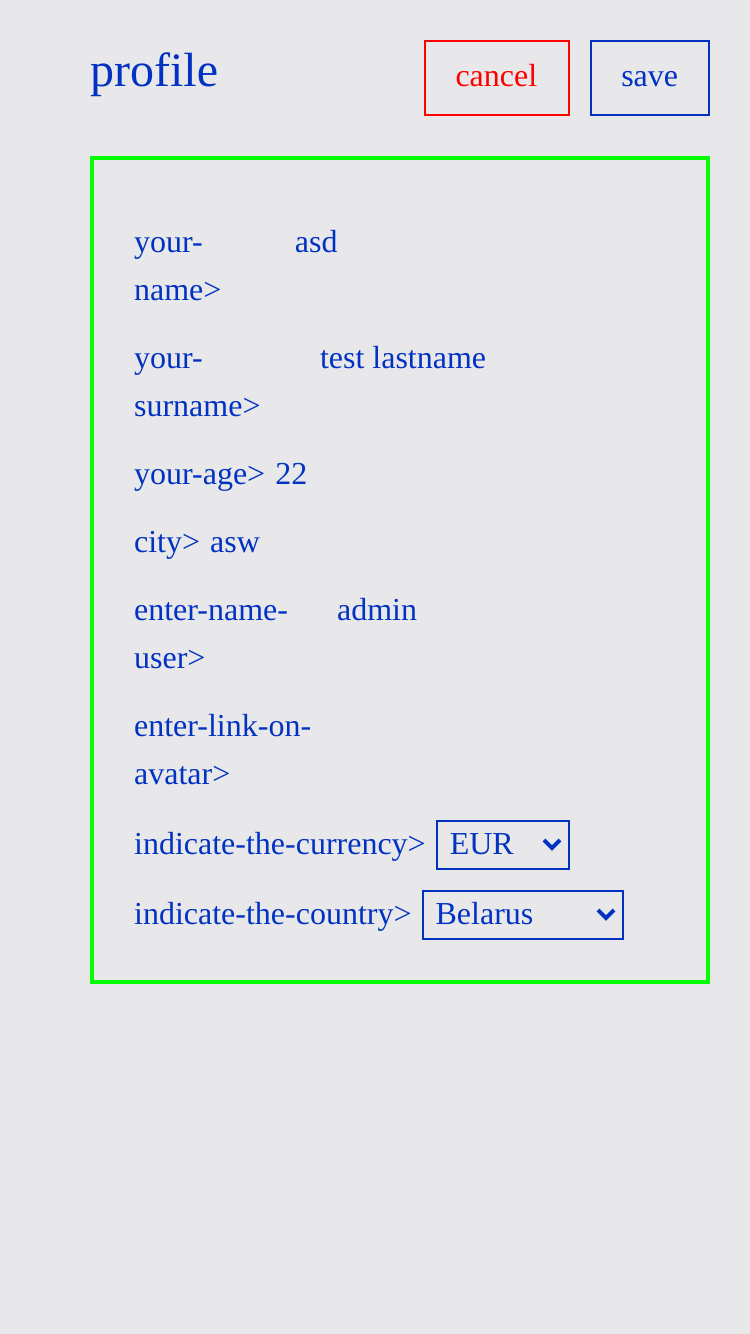 profile cancel save
your- asd
name>
your- test lastname
surname>
your-age> 22
city> asw
enter-name- admin
user>
enter-link-on-
avatar>
indicate-the-currency> EUR
indicate-the-country> Belarus